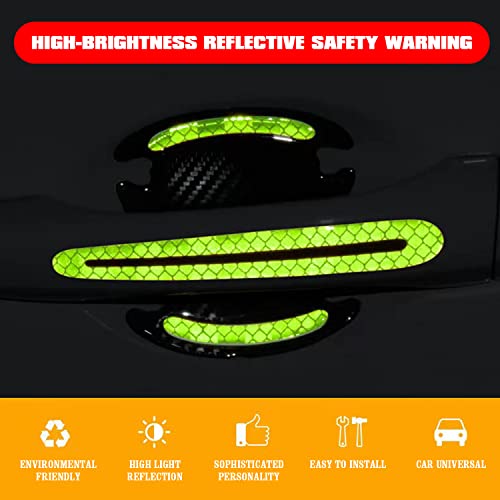 HIGH-BRIGHTNESS REFLECTIVE SAFETY WARNING
ENVIRONMENTAL
FRIENDLY
HIGH LIGHT
REFLECTION
SOPHISTICATED
PERSONALITY
EASY TO INSTALL
CAR UNIVERSAL